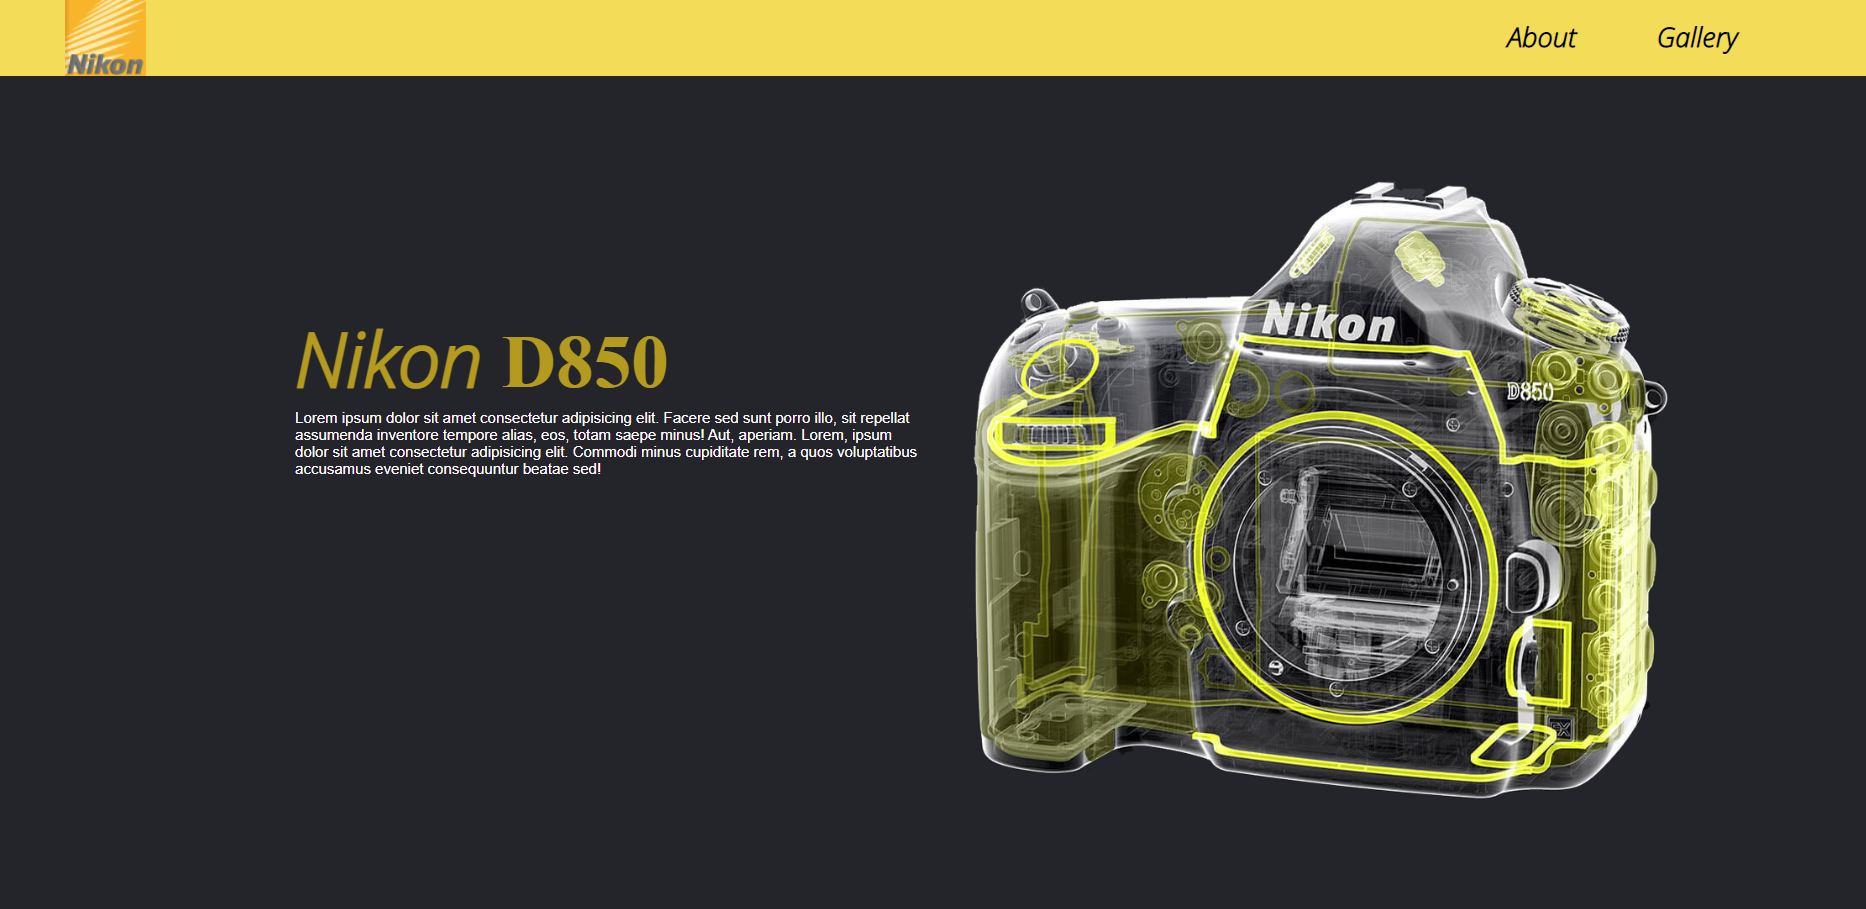 Nikon
About Gallery
Nikon D850
Lorem ipsum dolor sit amet consectetur adipisicing elit. Facere sed sunt porro illo, sit repellat
assumenda inventore tempore alias, eos, totam saepe minus! Aut, aperiam. Lorem, ipsum
dolor sit amet consectetur adipisicing elit. Commodi minus cupiditate rem, a quos voluptatibus
accusamus eveniet consequuntur beatae sed!
Nikon
D850
FX